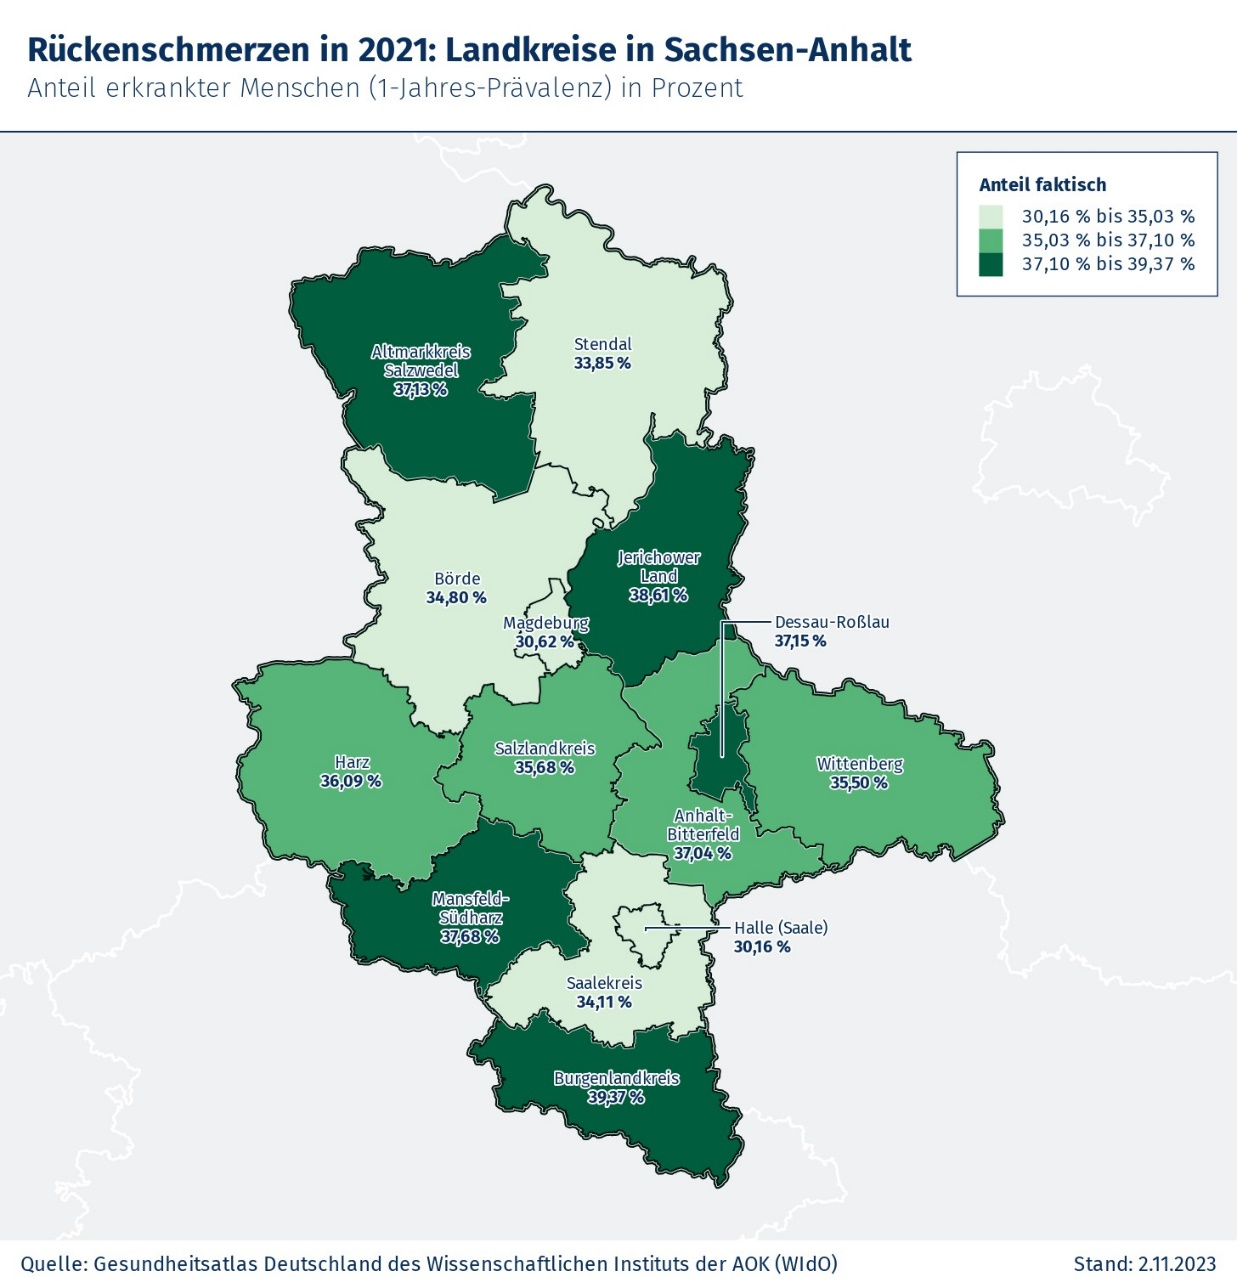 Rückenschmerzen in 2021: Landkreise in Sachsen-Anhalt
Anteil erkrankter Menschen (1-Jahres-Prävalenz) in Prozent
Anteil faktisch
30,16 % bis 35,03 %
35,03 % bis 37,10 %
37,10 % bis 39,37 %
Altmarkkreis
Salzwedel
37,13 %
Stendal
33,85 %
Jerichower
Land
38,61 %
Börde
34,80 %
Magdeburg
30,62 %
Dessau-Roßlau
37,15 %
Harz
36,09 %
Salzlandkreis
35,68 %
Wittenberg
35,50 %
Anhalt-
Bitterfeld
37,04 %
Mansfeld-
Südharz
37,68 %
Halle (Saale)
30,16 %
Saalekreis
34,11 %
Burgenlandkreis
39,37 %
Quelle: Gesundheitsatlas Deutschland des Wissenschaftlichen Instituts der AOK (WIdO)
Stand: 2.11.2023